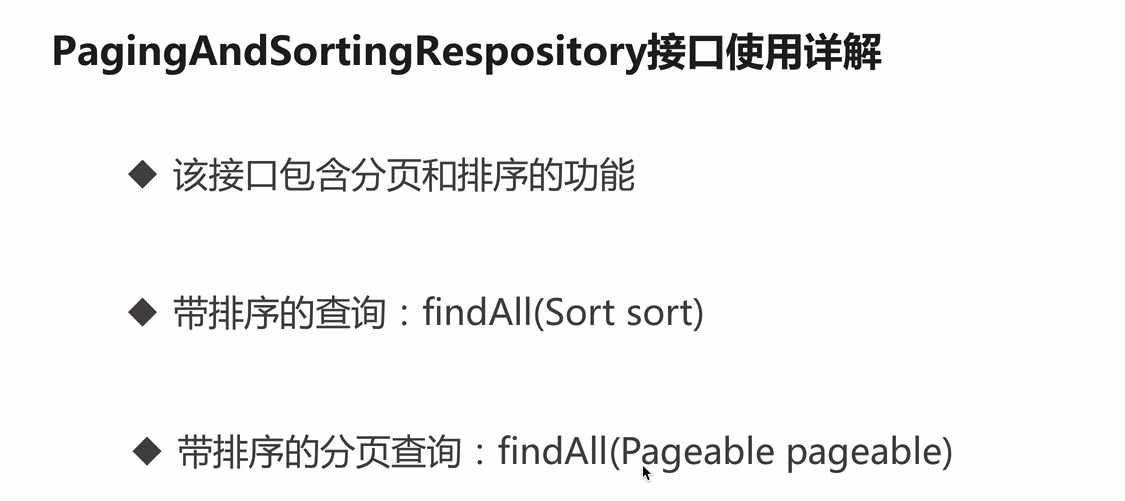 PagingAndSortingRespository接口使用详解
◆ 该接口包含分页和排序的功能
◆ 带排序的查询：findAll(Sort sort)
◆ 带排序的分页查询：findAll(Pageable pageable)